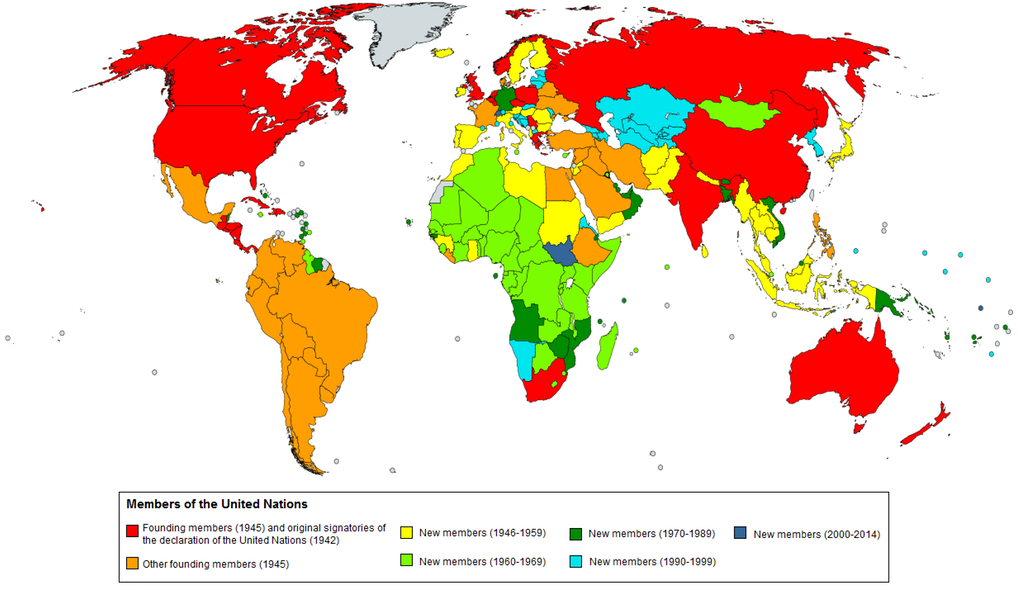 Members of the United Nations
Founding members (1945) and original signatories of
the declaration of the United Nations (1942)
Other founding members (1945)
New members (1946-1959)
New members (1960-1969)
New members (1970-1989)
New members (1990-1999)
New members (2000-2014)